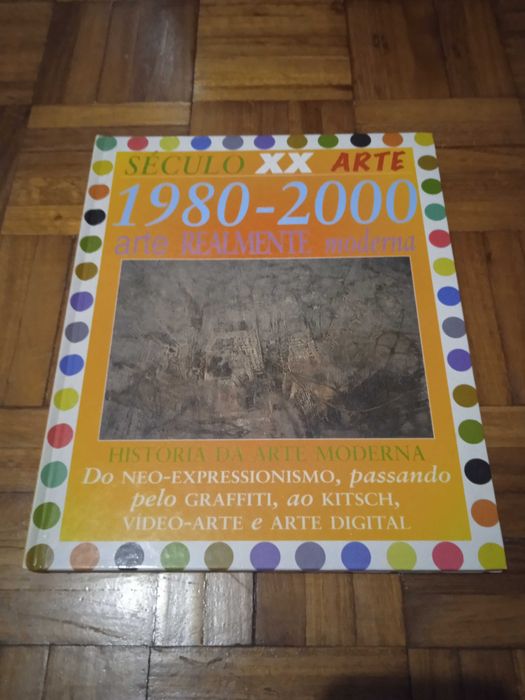 SÉCULO XX ARTE
1980-2000
arte REALMENTE moderna
HISTÓRIA DA ARTE MODERNA
Do NEO-EXPRESSIONISMO, passando
pelo GRAFFITI, ao KITSCH,
VÍDEO-ARTE e ARTE DIGITAL